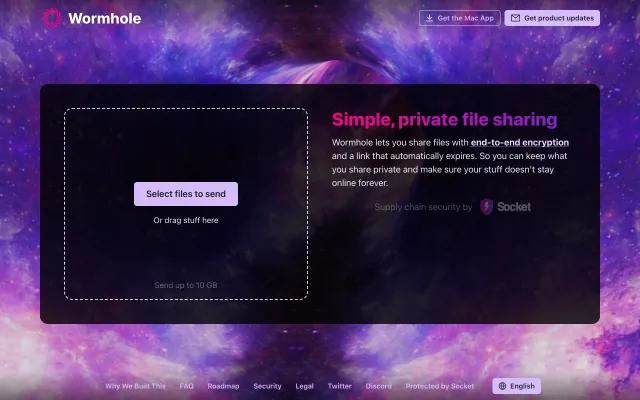 Wormhole
Get the Mac App
Get product updates
Select files to send
Or drag stuff here
Send up to 10 GB
Simple, private file sharing
Wormhole lets you share files with end-to-end encryption
and a link that automatically expires. So you can keep what
you share private and make sure your stuff doesn't stay
online forever.
Supply chain security by Socket
Why We Built This FAQ Roadmap Security Legal Twitter Discord Protected by Socket English